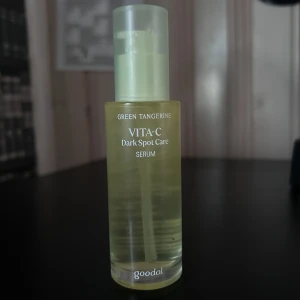 GREEN TANGERINE
VITA-C
Dark Spot Care
SERUM
goodal